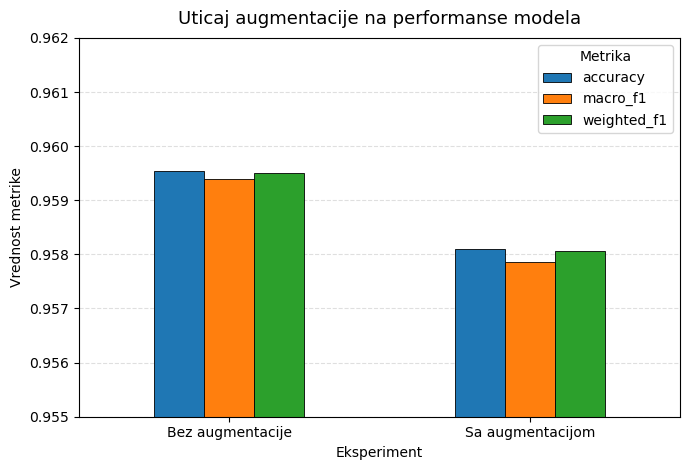 Uticaj augmentacije na performanse modela
0.962
0.961
0.960
0.959
0.958
0.957
0.956
0.955
Vrednost metrike
Metrika
accuracy
macro_f1
weighted_f1
Bez augmentacije
Sa augmentacijom
Eksperiment